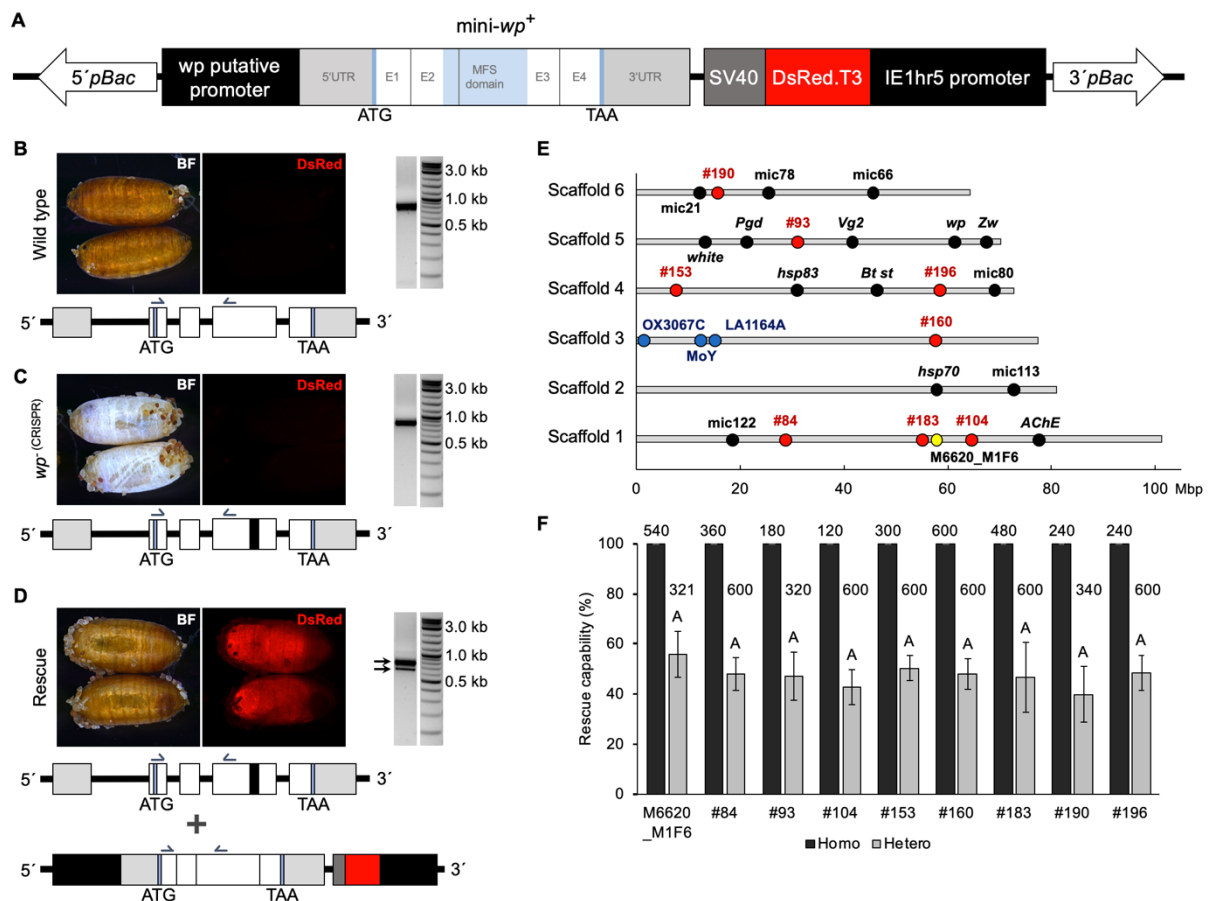 A
mini-wp+
5´pBac
wp putative promoter
5'UTR
E1
E2
MFS domain
E3
E4
3'UTR
SV40
DsRed.T3
IE1hr5 promoter
3´pBac
ATG
TAA
B
Wild type
BF
DsRed
3.0 kb
1.0 kb
0.5 kb
5´
3´
ATG
TAA
C
wp- (CRISPR)
BF
DsRed
3.0 kb
1.0 kb
0.5 kb
5´
3´
ATG
TAA
D
Rescue
BF
DsRed
3.0 kb
1.0 kb
0.5 kb
5´
3´
ATG
TAA
+
5´
3´
ATG
TAA
E
Scaffold 6
#190
mic78
mic66
mic21
Scaffold 5
Pgd
#93
Vg2
wp
Zw
white
Scaffold 4
#153
hsp83
Bt st
#196
mic80
Scaffold 3
OX3067C
LA1164A
#160
MoY
Scaffold 2
hsp70
mic113
Scaffold 1
mic122
#84
#183
#104
AChE
M6620_M1F6
0 20 40 60 80 100 Mbp
F
540 360 180 120 300 600 480 240 240
321 600 320 600 600 600 600 340 600
A A A A A A A A A
Rescue capability (%)
100
80
60
40
20
0
M6620_M1F6 #84 #93 #104 #153 #160 #183 #190 #196
Homo Hetero